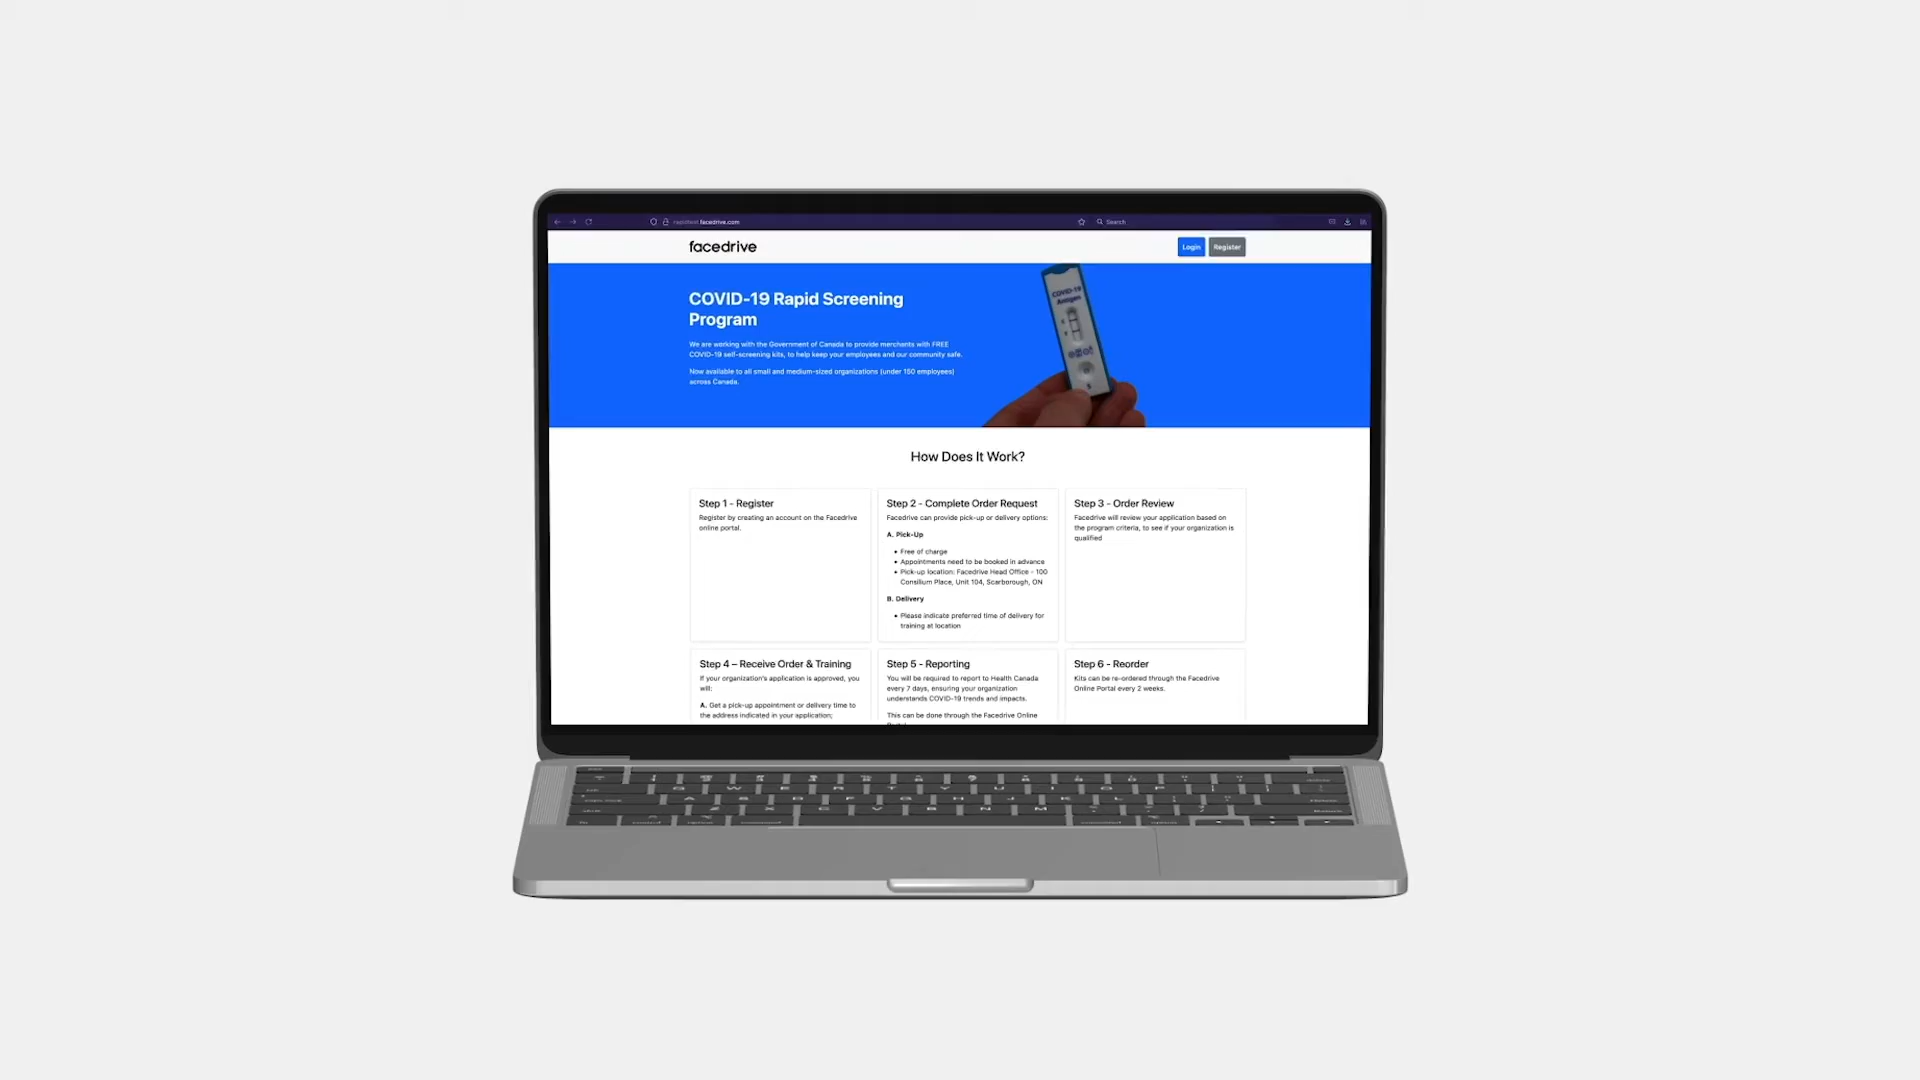 rapidtest.facedrive.com
Search
facedrive
Login
Register
COVID-19 Rapid Screening
Program
We are working with the Government of Canada to provide merchants with FREE
COVID-19 self-screening kits, to help keep your employees and our community safe.
Now available to all small and medium-sized organizations (under 150 employees)
across Canada.
COVID-19
Antigen
How Does It Work?
Step 1 - Register
Register by creating an account on the Facedrive
online portal.
Step 2 - Complete Order Request
Facedrive can provide pick-up or delivery options:
A. Pick-Up
• Free of charge
• Appointments need to be booked in advance
• Pick-up location: Facedrive Head Office - 100
Consilium Place, Unit 104, Scarborough, ON
B. Delivery
• Please indicate preferred time of delivery for
training at location
Step 3 - Order Review
Facedrive will review your application based on
the program criteria, to see if your organization is
qualified
Step 4 – Receive Order & Training
If your organization's application is approved, you
will:
A. Get a pick-up appointment or delivery time to
the address indicated in your application;
Step 5 - Reporting
You will be required to report to Health Canada
every 7 days, ensuring your organization
understands COVID-19 trends and impacts.
This can be done through the Facedrive Online
Step 6 - Reorder
Kits can be re-ordered through the Facedrive
Online Portal every 2 weeks.
Q W E R T Y U I O P
A S D F G H J K L
Z X C V B N M